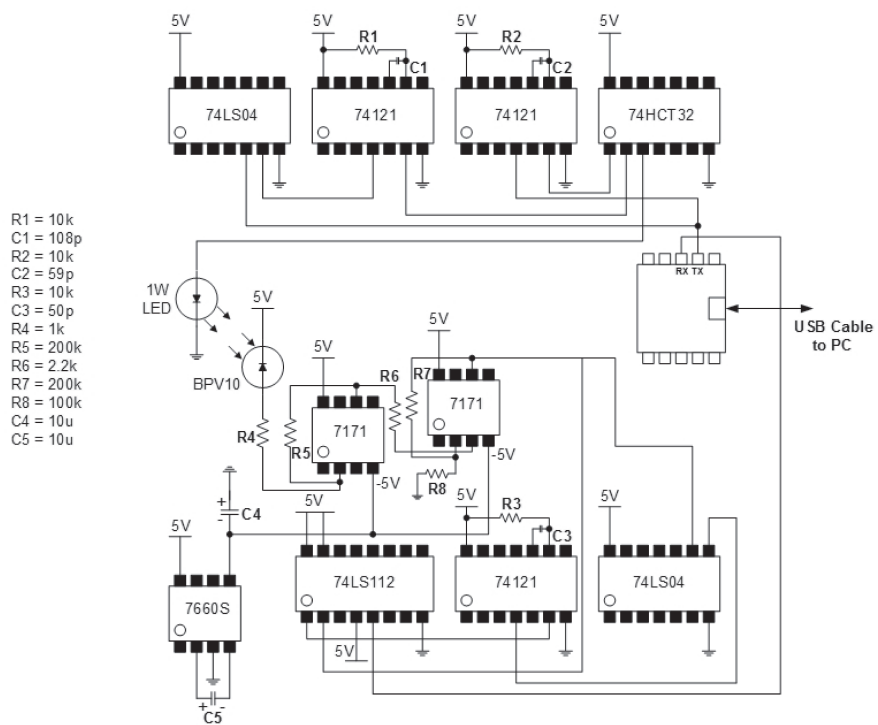 5V 5V 5V 5V
R1 R2
C1 C2
74LS04 74121 74121 74HCT32
R1 = 10k
C1 = 108p
R2 = 10k
C2 = 59p
R3 = 10k
C3 = 50p
R4 = 1k
R5 = 200k
R6 = 2.2k
R7 = 200k
R8 = 100k
C4 = 10u
C5 = 10u
RX TX
1W
LED
USB Cable
to PC
5V
5V
5V
BPV10
R6
R7
7171
R4
R5
7171
-5V
-5V
R8
C4
5V
5V
5V
R3
5V
C3
7660S
74LS112 74121 74LS04
5V
C5
+ -
+
-